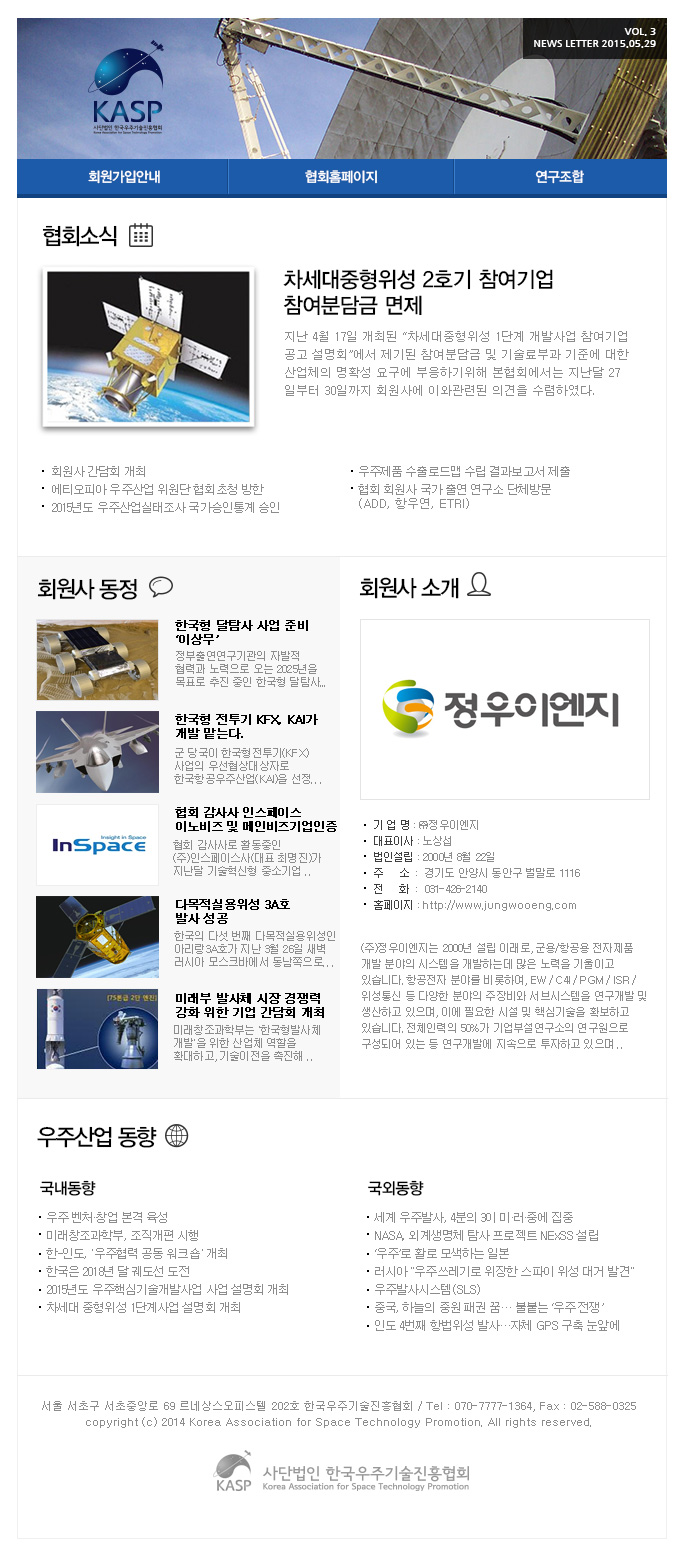 VOL. 3
NEWS LETTER 2015.05.29
KASP
사단법인 한국우주기술진흥협회
Korea Association for Space Technology Promotion
회원가입안내
협회홈페이지
연구조합
협회소식
차세대중형위성 2호기 참여기업
참여분담금 면제
지난 4월 17일 개최된 "차세대중형위성 1단계 개발사업 참여기업
공고 설명회"에서 제기된 참여분담금 및 기술료부과 기준에 대한
산업체의 명확성 요구에 부응하기위해 본협회에서는 지난달 27
일부터 30일까지 회원사에 이와관련된 의견을 수렴하였다.
• 회원사 간담회 개최
• 에티오피아 우주산업 위원단 협회 초청 방한
• 2015년도 우주산업실태조사 국가승인통계 승인
• 우주제품 수출로드맵 수립 결과보고서 제출
• 협회 회원사 국가 출연 연구소 단체방문
(ADD, 항우연, ETRI)
회원사 동정
한국형 달탐사 사업 준비
'이상무'
정부출연연구기관의 자발적
협력과 노력으로 오는 2025년을
목표로 추진 중인 한국형 달탐사...
한국형 전투기 KFX, KAI가
개발 맡는다.
군 당국이 한국형전투기(KFX)
사업의 우선협상대상자로
한국항공우주산업(KAI)을 선정...
Insight in Space
InSpace
협회 감사사 인스페이스
이노비즈 및 메인비즈기업인증
협회 감사사로 활동중인
(주)인스페이스사(대표 최명진)가
지난달 기술혁신형 중소기업..
다목적실용위성 3A호
발사 성공
한국의 다섯 번째 다목적실용위성인
아리랑3A호가 지난 3월 26일 새벽
러시아 모스크바에서 동남쪽으로...
[75톤급 2단 엔진]
미래부 발사체 시장 경쟁력
강화 위한 기업 간담회 개최
미래창조과학부는 '한국형발사체
개발'을 위한 산업체 역할을
확대하고,기술이전을 촉진해..
회원사 소개
정우이엔지
• 기 업 명 : ㈜정우이엔지
• 대표이사 : 노상섭
• 법인설립 : 2000년 8월 22일
• 주 소 : 경기도 안양시 동안구 벌말로 1116
• 전 화 : 031-426-2140
• 홈페이지 : http://www.jungwooeng.com
(주)정우이엔지는 2000년 설립 이래로, 군용/항공용 전자제품
개발 분야의 시스템을 개발하는데 많은 노력을 기울이고
있습니다. 항공전자 분야를 비롯하여, EW / C4I / PGM / ISR /
위성통신 등 다양한 분야의 주장비와 서브시스템을 연구개발 및
생산하고 있으며, 이에 필요한 시설 및 핵심기술을 확보하고
있습니다. 전체인력의 50%가 기업부설연구소의 연구원으로
구성되어 있는 등 연구개발에 지속으로 투자하고 있으며..
우주산업 동향
국내동향
• 우주 벤처·창업 본격 육성
• 미래창조과학부, 조직개편 시행
• 한-인도, '우주협력 공동 워크숍' 개최
• 한국은 2018년 달 궤도선 도전
• 2015년도 우주핵심기술개발사업 사업 설명회 개최
• 차세대 중형위성 1단계사업 설명회 개최
국외동향
• 세계 우주발사, 4분의 3이 미·러·중에 집중
• NASA, 외계생명체 탐사 프로젝트 NExSS 설립
• '우주'로 활로 모색하는 일본
• 러시아 "우주쓰레기로 위장한 스파이 위성 대거 발견"
• 우주발사시스템(SLS)
• 중국, 하늘의 중원 패권 꿈… 불붙는 '우주 전쟁'
• 인도 4번째 항법위성 발사…자체 GPS 구축 눈앞에
서울 서초구 서초중앙로 69 르네상스오피스텔 202호 한국우주기술진흥협회 / Tel : 070-7777-1364, Fax : 02-588-0325
copyright (c) 2014 Korea Association for Space Technology Promotion. All rights reserved.
KASP
사단법인 한국우주기술진흥협회
Korea Association for Space Technology Promotion